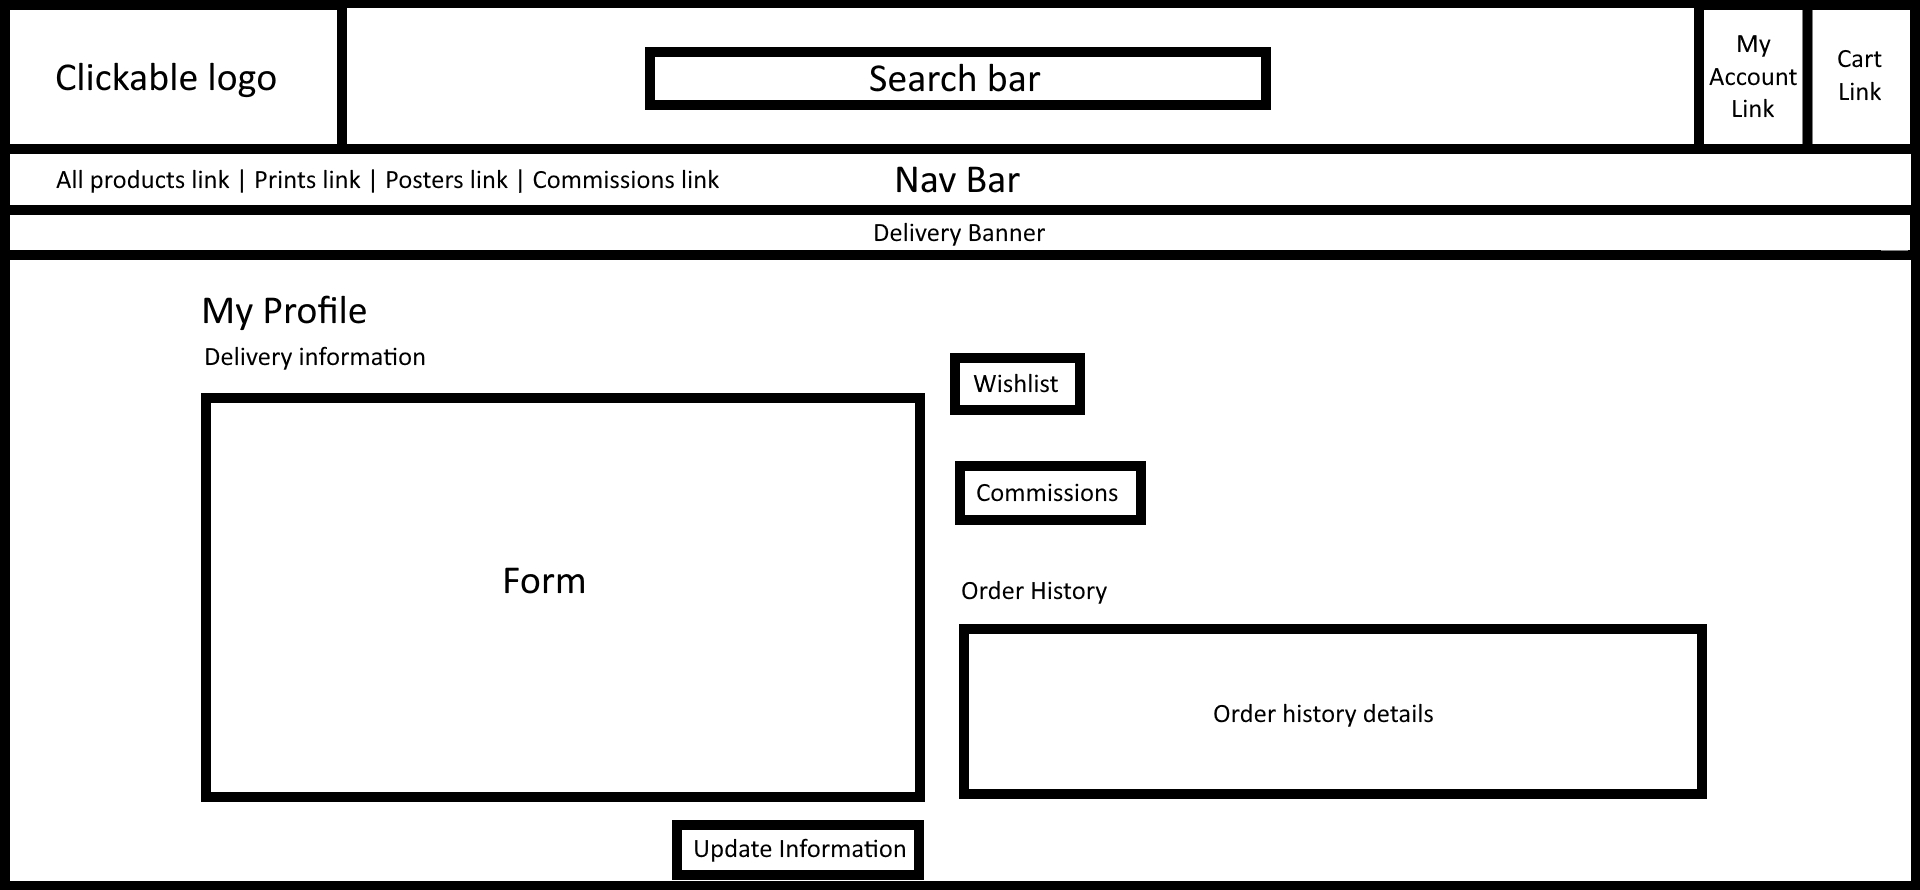 Clickable logo
Search bar
My
Account
Link
Cart
Link
All products link | Prints link | Posters link | Commissions link
Nav Bar
Delivery Banner
My Profile
Delivery information
Form
Update Information
Wishlist
Commissions
Order History
Order history details